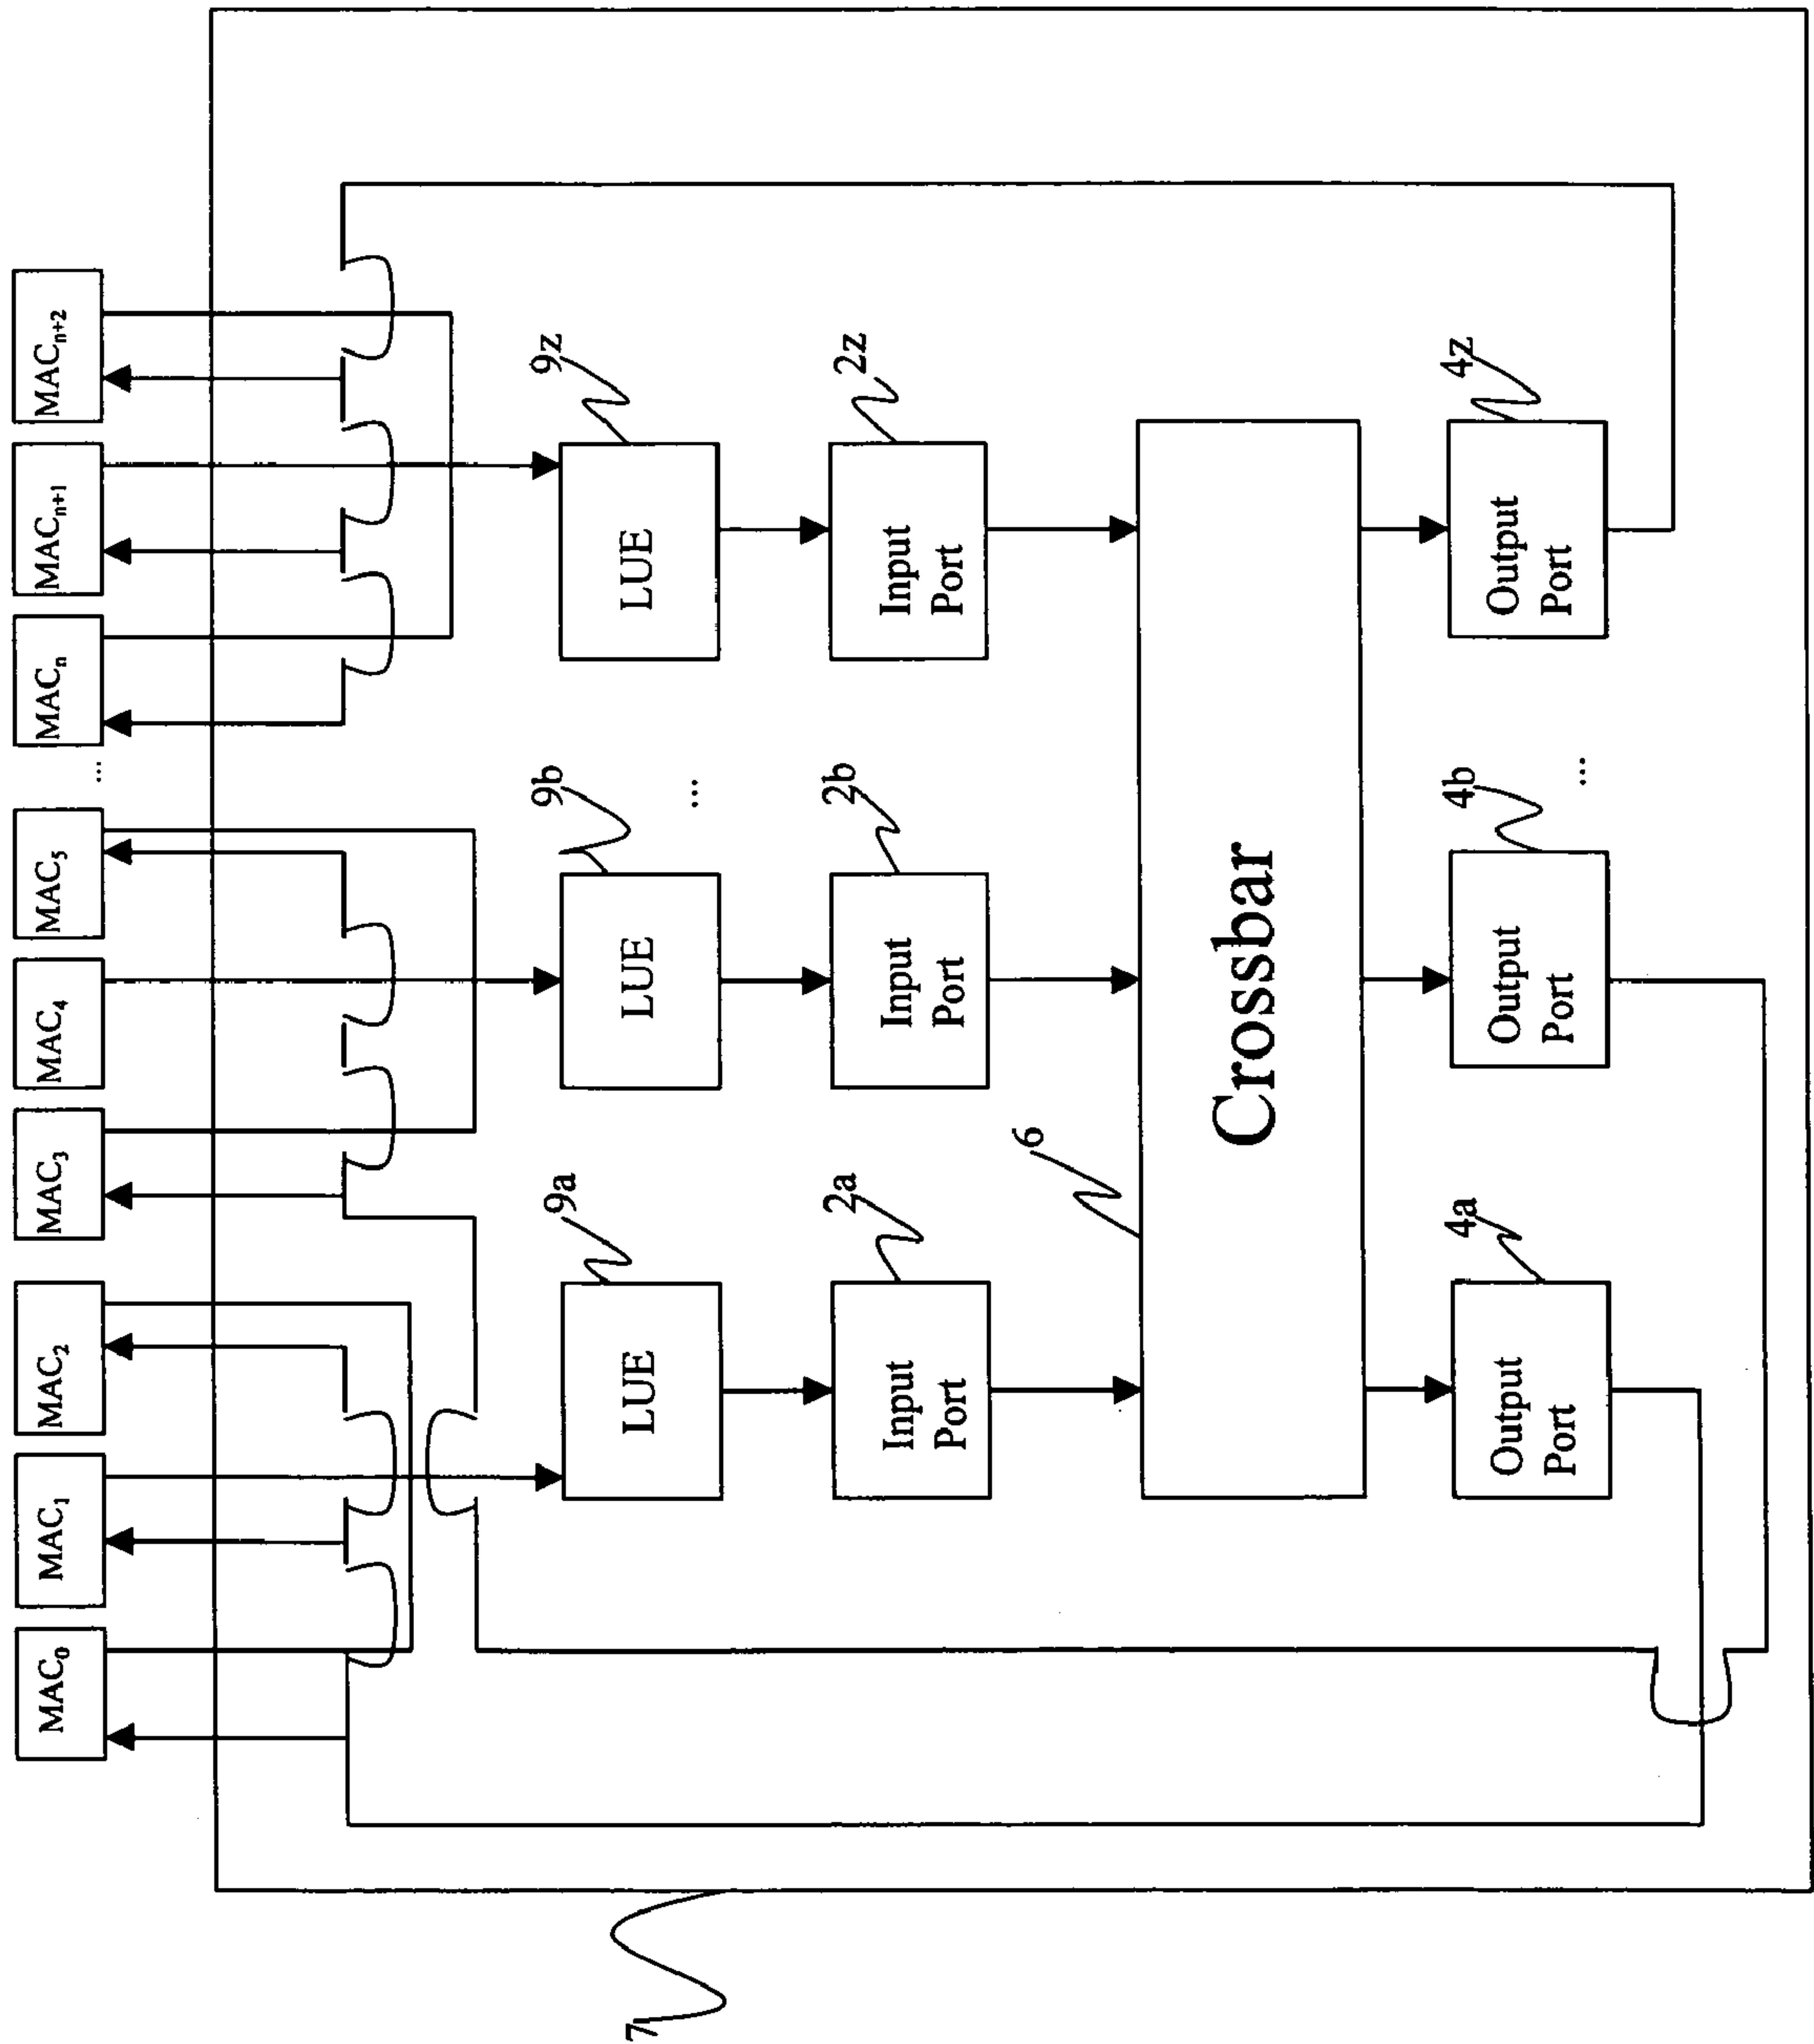 MAC₀
MAC₁
MAC₂
MAC₃
MAC₄
MAC₅
...
MACₙ
MACₙ₊₁
MACₙ₊₂
7
9a
9b
9z
LUE
LUE
...
LUE
2a
2b
2z
Input
Port
Input
Port
Input
Port
6
Crossbar
4a
4b
4z
Output
Port
Output
Port
...
Output
Port